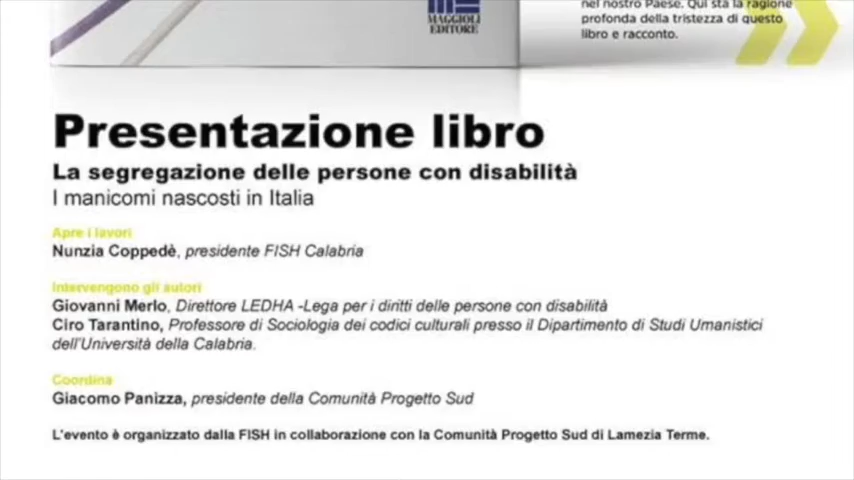 MAGGIOLI
EDITORE
nel nostro Paese. Qui sta la ragione
profonda della tristezza di questo
libro e racconto.
Presentazione libro
La segregazione delle persone con disabilità
I manicomi nascosti in Italia
Apre i lavori
Nunzia Coppedè, presidente FISH Calabria
Intervengono gli autori
Giovanni Merlo, Direttore LEDHA -Lega per i diritti delle persone con disabilità
Ciro Tarantino, Professore di Sociologia dei codici culturali presso il Dipartimento di Studi Umanistici
dell'Università della Calabria.
Coordina
Giacomo Panizza, presidente della Comunità Progetto Sud
L'evento è organizzato dalla FISH in collaborazione con la Comunità Progetto Sud di Lamezia Terme.